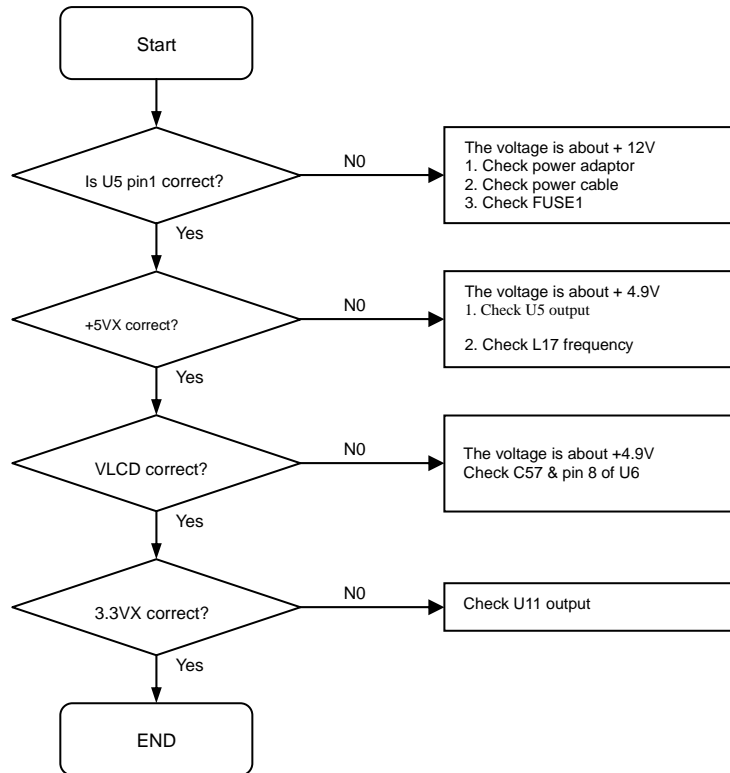 Start
Is U5 pin1 correct?
N0
The voltage is about + 12V
1. Check power adaptor
2. Check power cable
3. Check FUSE1
Yes
+5VX correct?
N0
The voltage is about + 4.9V
1. Check U5 output
2. Check L17 frequency
Yes
VLCD correct?
N0
The voltage is about +4.9V
Check C57 & pin 8 of U6
Yes
3.3VX correct?
N0
Check U11 output
Yes
END